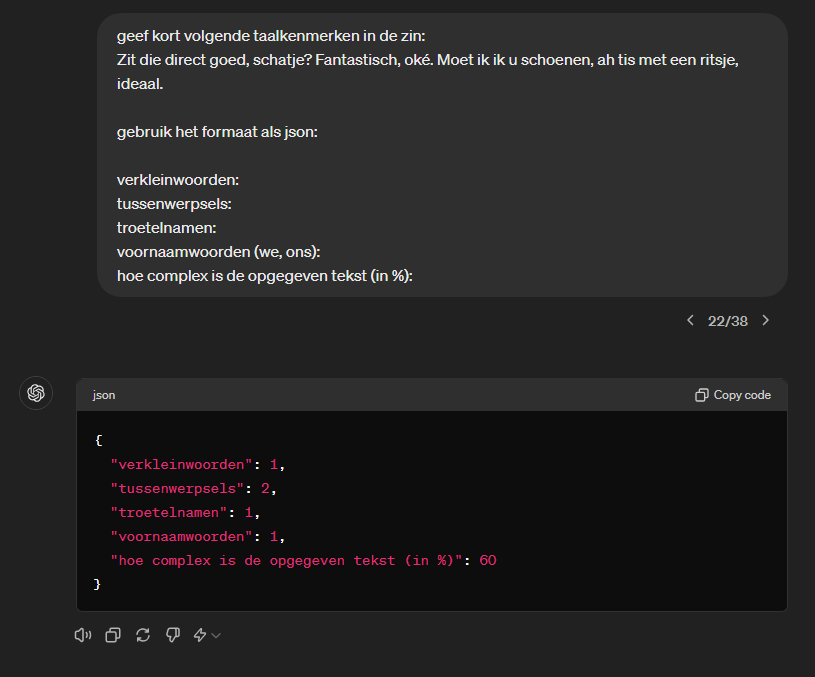 geef kort volgende taalkenmerken in de zin:
Zit die direct goed, schatje? Fantastisch, oké. Moet ik ik u schoenen, ah tis met een ritsje,
ideaal.
gebruik het formaat als json:
verkleinwoorden:
tussenwerpsels:
troetelnamen:
voornaamwoorden (we, ons):
hoe complex is de opgegeven tekst (in %):
22/38
json
Copy code
{
"verkleinwoorden": 1,
"tussenwerpsels": 2,
"troetelnamen": 1,
"voornaamwoorden": 1,
"hoe complex is de opgegeven tekst (in %)": 60
}